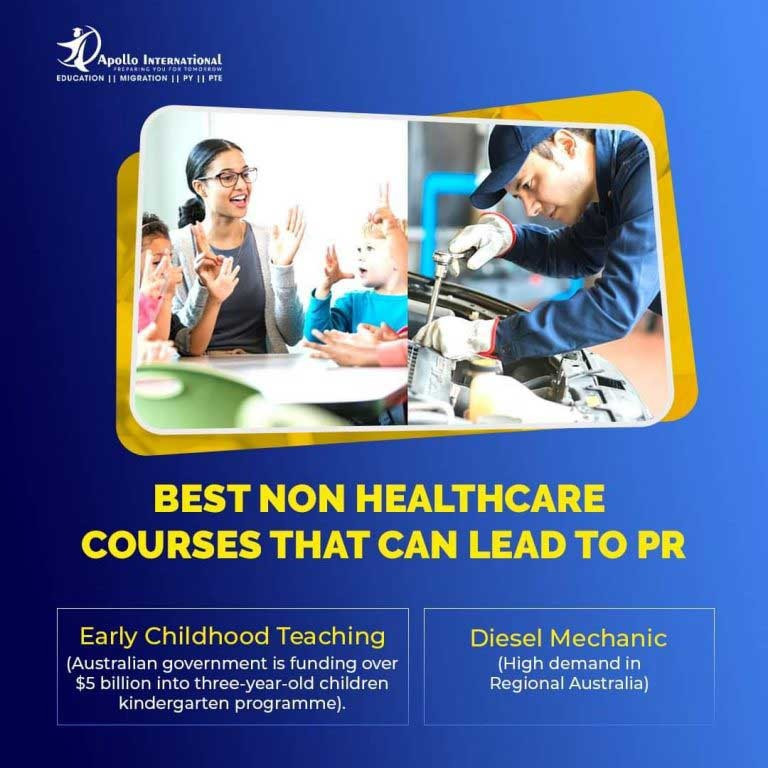 Apollo International
PREPARING YOU FOR TOMORROW
EDUCATION || MIGRATION || PY || PTE
BEST NON HEALTHCARE
COURSES THAT CAN LEAD TO PR
Early Childhood Teaching
(Australian government is funding over
$5 billion into three-year-old children
kindergarten programme).
Diesel Mechanic
(High demand in
Regional Australia)